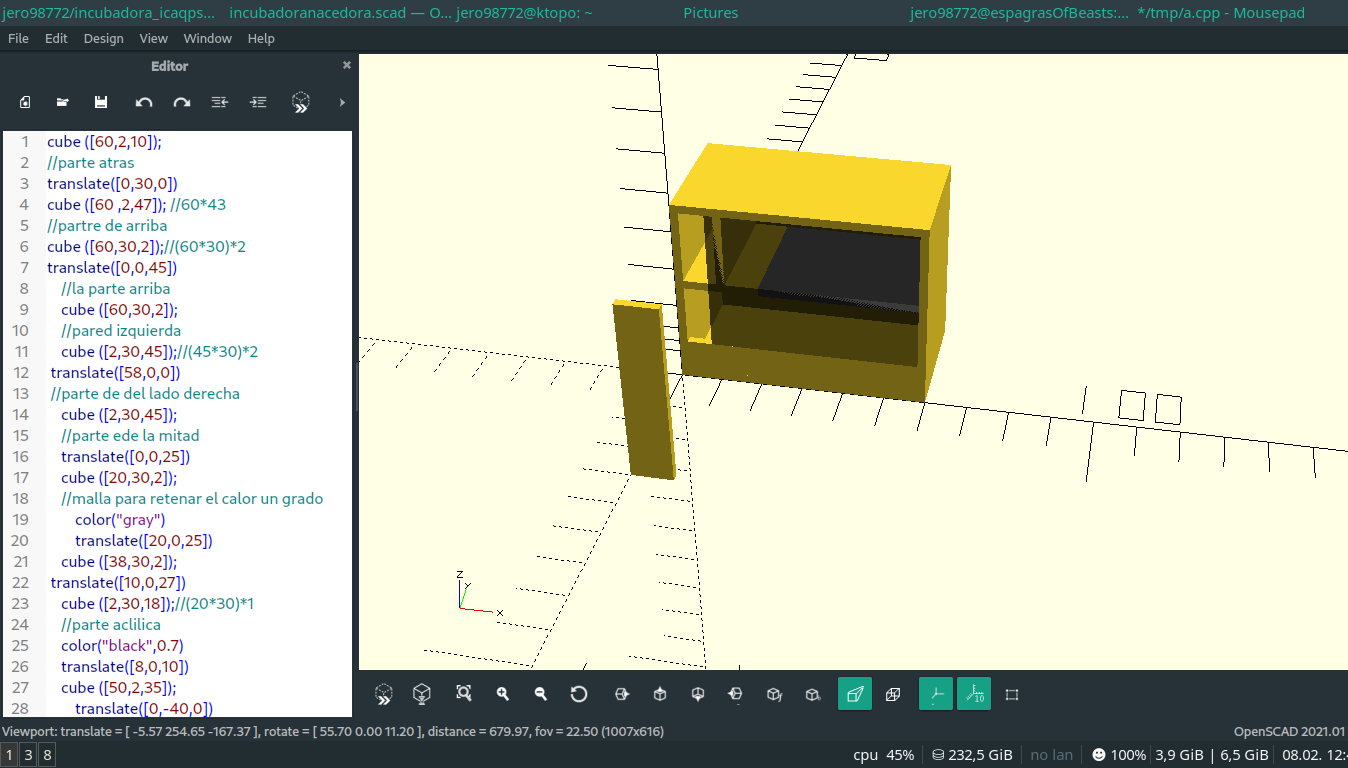 jero98772/incubadora_icaqps...
incubadoranacedora.scad — O...
jero98772@ktopo: ~
Pictures
jero98772@espagrasOfBeasts:...
*/tmp/a.cpp - Mousepad
File Edit Design View Window Help
Editor
1 cube ([60,2,10]);
2 //parte atras
3 translate([0,30,0])
4 cube ([60 ,2,47]); //60*43
5 //partre de arriba
6 cube ([60,30,2]);//(60*30)*2
7 translate([0,0,45])
8 //la parte arriba
9 cube ([60,30,2]);
10 //pared izquierda
11 cube ([2,30,45]);//(45*30)*2
12 translate([58,0,0])
13 //parte de del lado derecha
14 cube ([2,30,45]);
15 //parte ede la mitad
16 translate([0,0,25])
17 cube ([20,30,2]);
18 //malla para retenar el calor un grado
19 color("gray")
20 translate([20,0,25])
21 cube ([38,30,2]);
22 translate([10,0,27])
23 cube ([2,30,18]);//(20*30)*1
24 //parte aclilica
25 color("black",0.7)
26 translate([8,0,10])
27 cube ([50,2,35]);
28 translate([0,-40,0])
Z
Y
X
10
Viewport: translate = [ -5.57 254.65 -167.37 ], rotate = [ 55.70 0.00 11.20 ], distance = 679.97, fov = 22.50 (1007x616)
OpenSCAD 2021.01
1 3 8
cpu 45%
232,5 GiB
no lan
100%
3,9 GiB | 6,5 GiB
08.02. 12:4